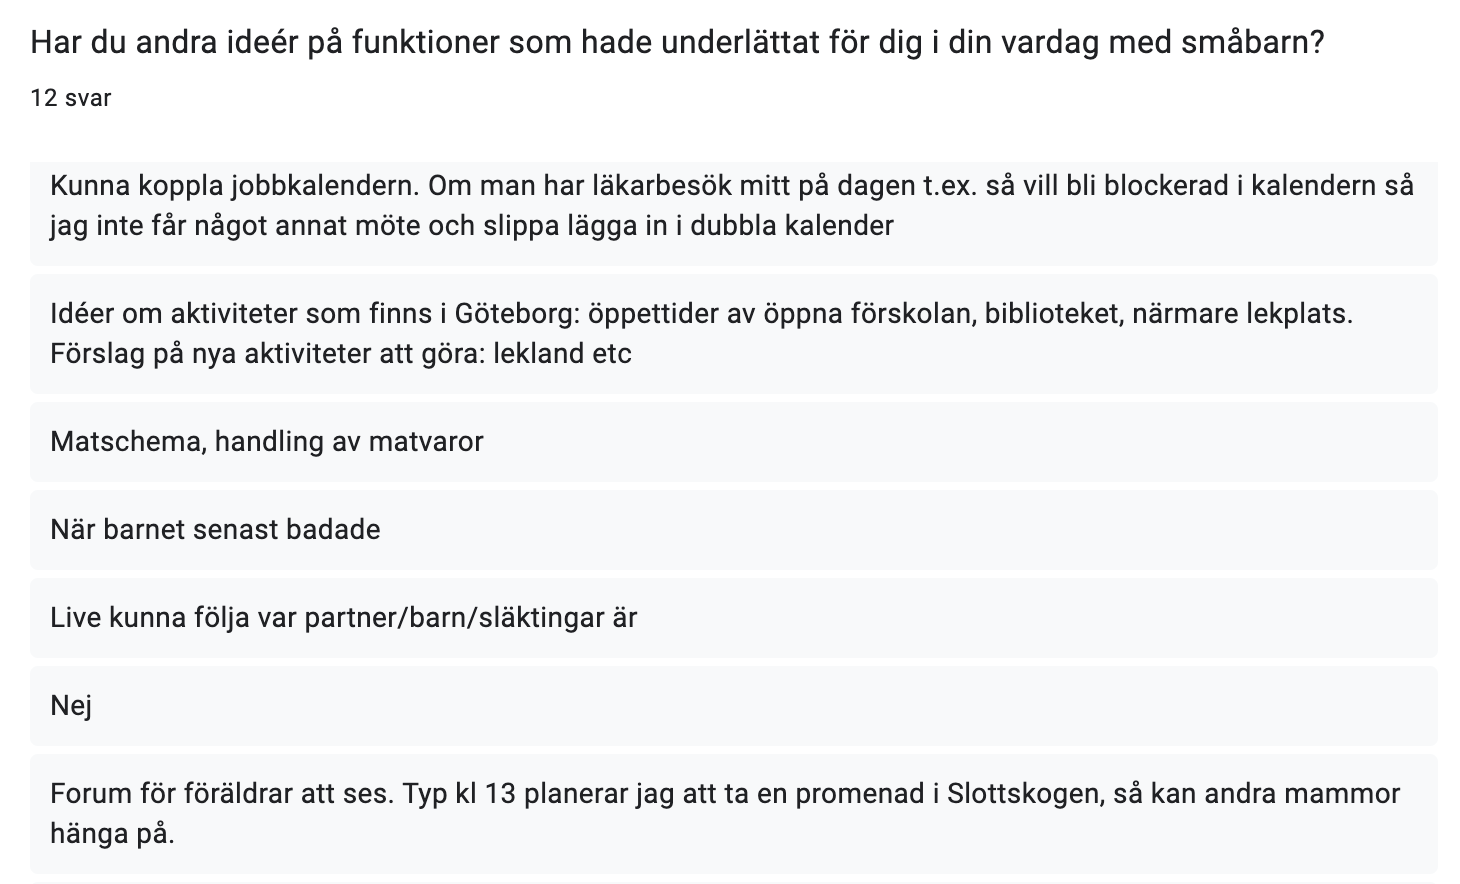 Har du andra ideér på funktioner som hade underlättat för dig i din vardag med småbarn?
12 svar
Kunna koppla jobbkalendern. Om man har läkarbesök mitt på dagen t.ex. så vill bli blockerad i kalendern så
jag inte får något annat möte och slippa lägga in i dubbla kalender
Idéer om aktiviteter som finns i Göteborg: öppettider av öppna förskolan, biblioteket, närmare lekplats.
Förslag på nya aktiviteter att göra: lekland etc
Matschema, handling av matvaror
När barnet senast badade
Live kunna följa var partner/barn/släktingar är
Nej
Forum för föräldrar att ses. Typ kl 13 planerar jag att ta en promenad i Slottskogen, så kan andra mammor
hänga på.